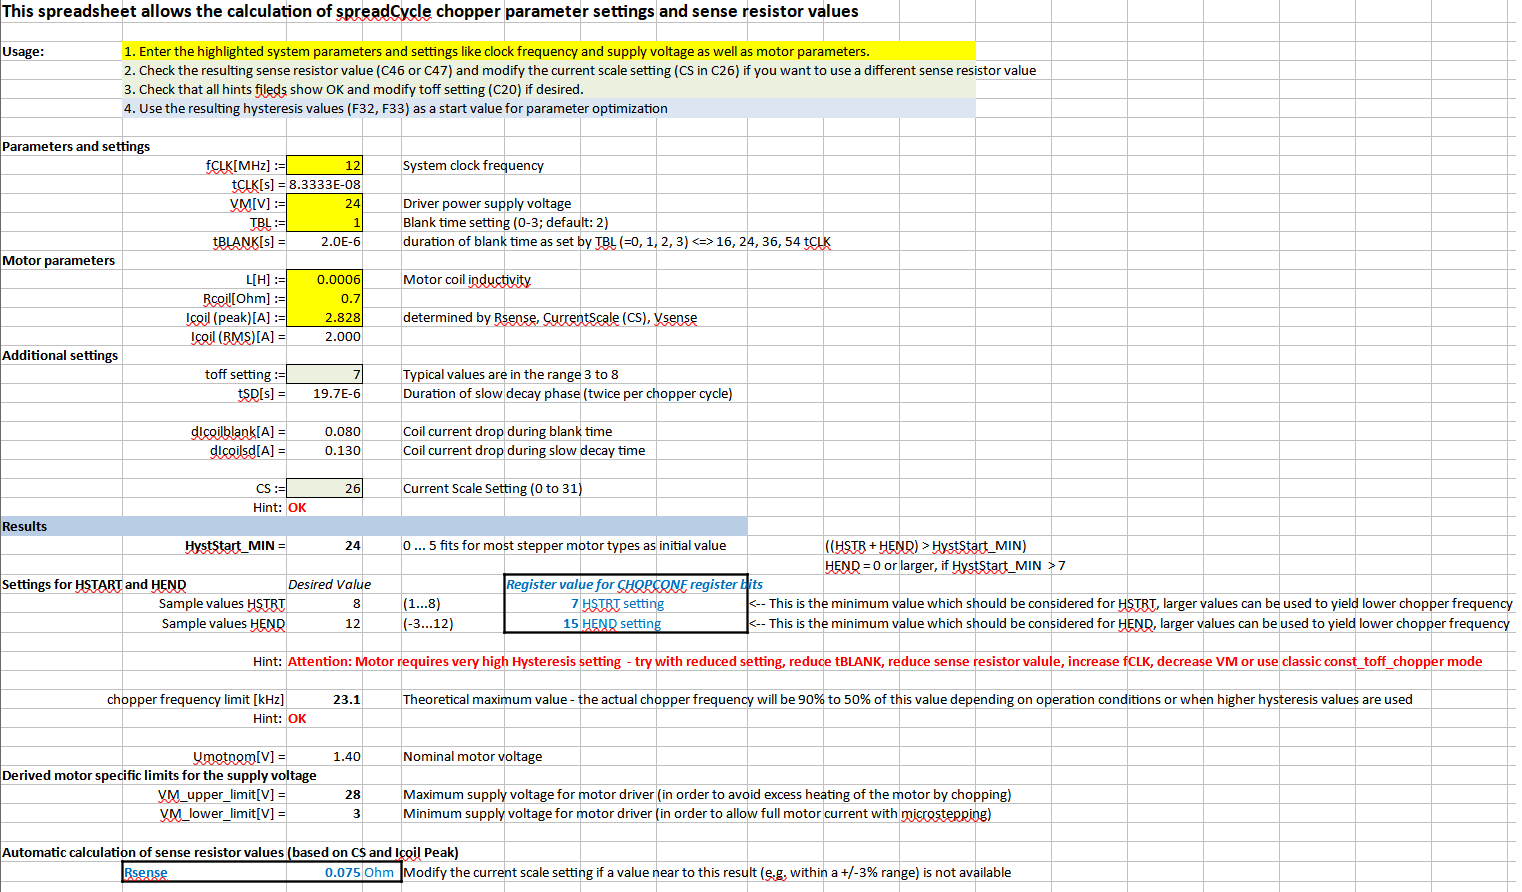 This spreadsheet allows the calculation of spreadCycle chopper parameter settings and sense resistor values
Usage: 1. Enter the highlighted system parameters and settings like clock frequency and supply voltage as well as motor parameters.
2. Check the resulting sense resistor value (C46 or C47) and modify the current scale setting (CS in C26) if you want to use a different sense resistor value
3. Check that all hints fileds show OK and modify toff setting (C20) if desired.
4. Use the resulting hysteresis values (F32, F33) as a start value for parameter optimization
Parameters and settings
fCLK[MHz] := 12 System clock frequency
tCLK[s] = 8.3333E-08
VM[V] := 24 Driver power supply voltage
TBL := 1 Blank time setting (0-3; default: 2)
tBLANK[s] = 2.0E-6 duration of blank time as set by TBL (=0, 1, 2, 3) <=> 16, 24, 36, 54 tCLK
Motor parameters
L[H] := 0.0006 Motor coil inductivity
Rcoil[Ohm] := 0.7
Icoil (peak)[A] := 2.828 determined by Rsense, CurrentScale (CS), Vsense
Icoil (RMS)[A] = 2.000
Additional settings
toff setting := 7 Typical values are in the range 3 to 8
tSD[s] = 19.7E-6 Duration of slow decay phase (twice per chopper cycle)
dIcoilblank[A] = 0.080 Coil current drop during blank time
dIcoilsd[A] = 0.130 Coil current drop during slow decay time
CS := 26 Current Scale Setting (0 to 31)
Hint: OK
Results
HystStart_MIN = 24 0 ... 5 fits for most stepper motor types as initial value ((HSTR + HEND) > HystStart_MIN)
HEND = 0 or larger, if HystStart_MIN > 7
Settings for HSTART and HEND Desired Value Register value for CHOPCONF register bits
Sample values HSTRT 8 (1...8) 7 HSTRT setting <-- This is the minimum value which should be considered for HSTRT, larger values can be used to yield lower chopper frequency
Sample values HEND 12 (-3...12) 15 HEND setting <-- This is the minimum value which should be considered for HEND, larger values can be used to yield lower chopper frequency
Hint: Attention: Motor requires very high Hysteresis setting - try with reduced setting, reduce tBLANK, reduce sense resistor valule, increase fCLK, decrease VM or use classic const_toff_chopper mode
chopper frequency limit [kHz] 23.1 Theoretical maximum value - the actual chopper frequency will be 90% to 50% of this value depending on operation conditions or when higher hysteresis values are used
Hint: OK
Umotnom[V] = 1.40 Nominal motor voltage
Derived motor specific limits for the supply voltage
VM_upper_limit[V] = 28 Maximum supply voltage for motor driver (in order to avoid excess heating of the motor by chopping)
VM_lower_limit[V] = 3 Minimum supply voltage for motor driver (in order to allow full motor current with microstepping)
Automatic calculation of sense resistor values (based on CS and Icoil Peak)
Rsense 0.075 Ohm Modify the current scale setting if a value near to this result (e.g. within a +/-3% range) is not available